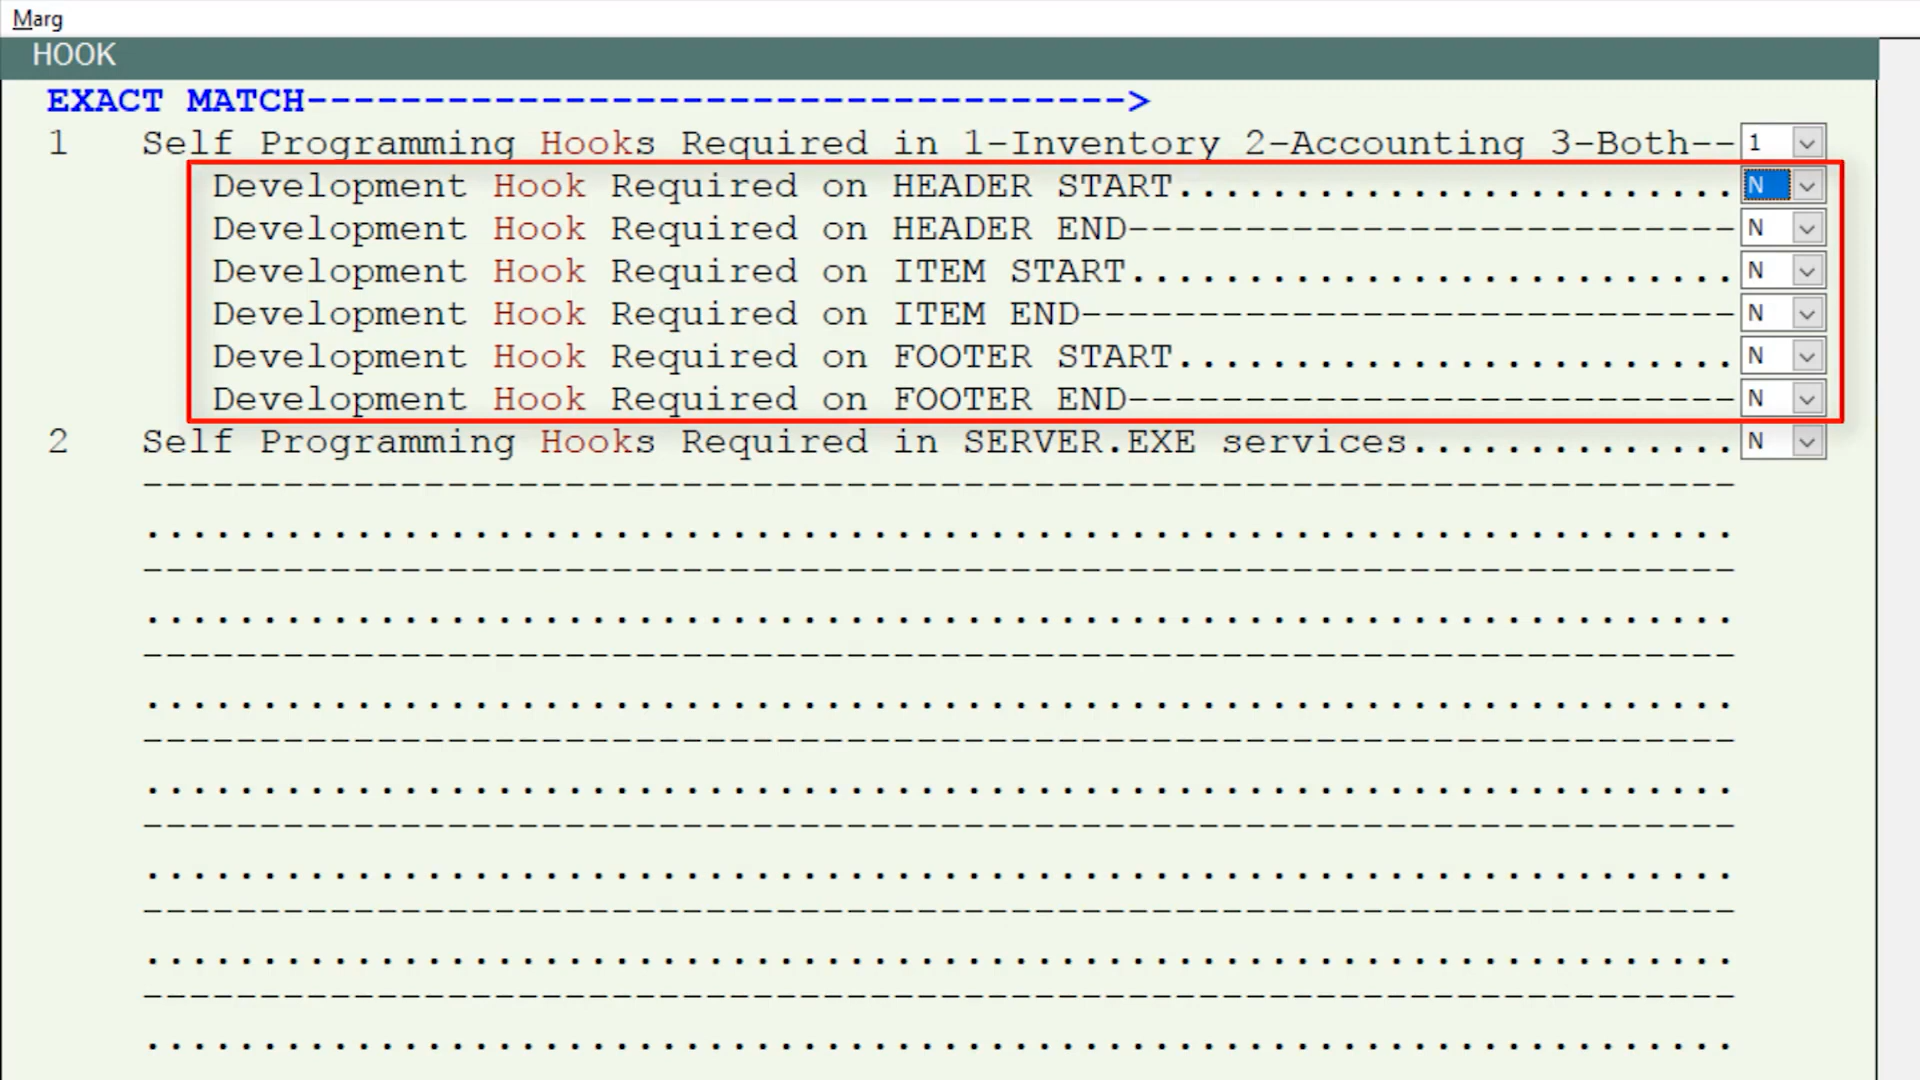 Marg
HOOK
EXACT MATCH----------------------------------->
1 Self Programming Hooks Required in 1-Inventory 2-Accounting 3-Both-- 1
Development Hook Required on HEADER START........................ N
Development Hook Required on HEADER END-------------------------- N
Development Hook Required on ITEM START.......................... N
Development Hook Required on ITEM END---------------------------- N
Development Hook Required on FOOTER START........................ N
Development Hook Required on FOOTER END-------------------------- N
2 Self Programming Hooks Required in SERVER.EXE services.............. N